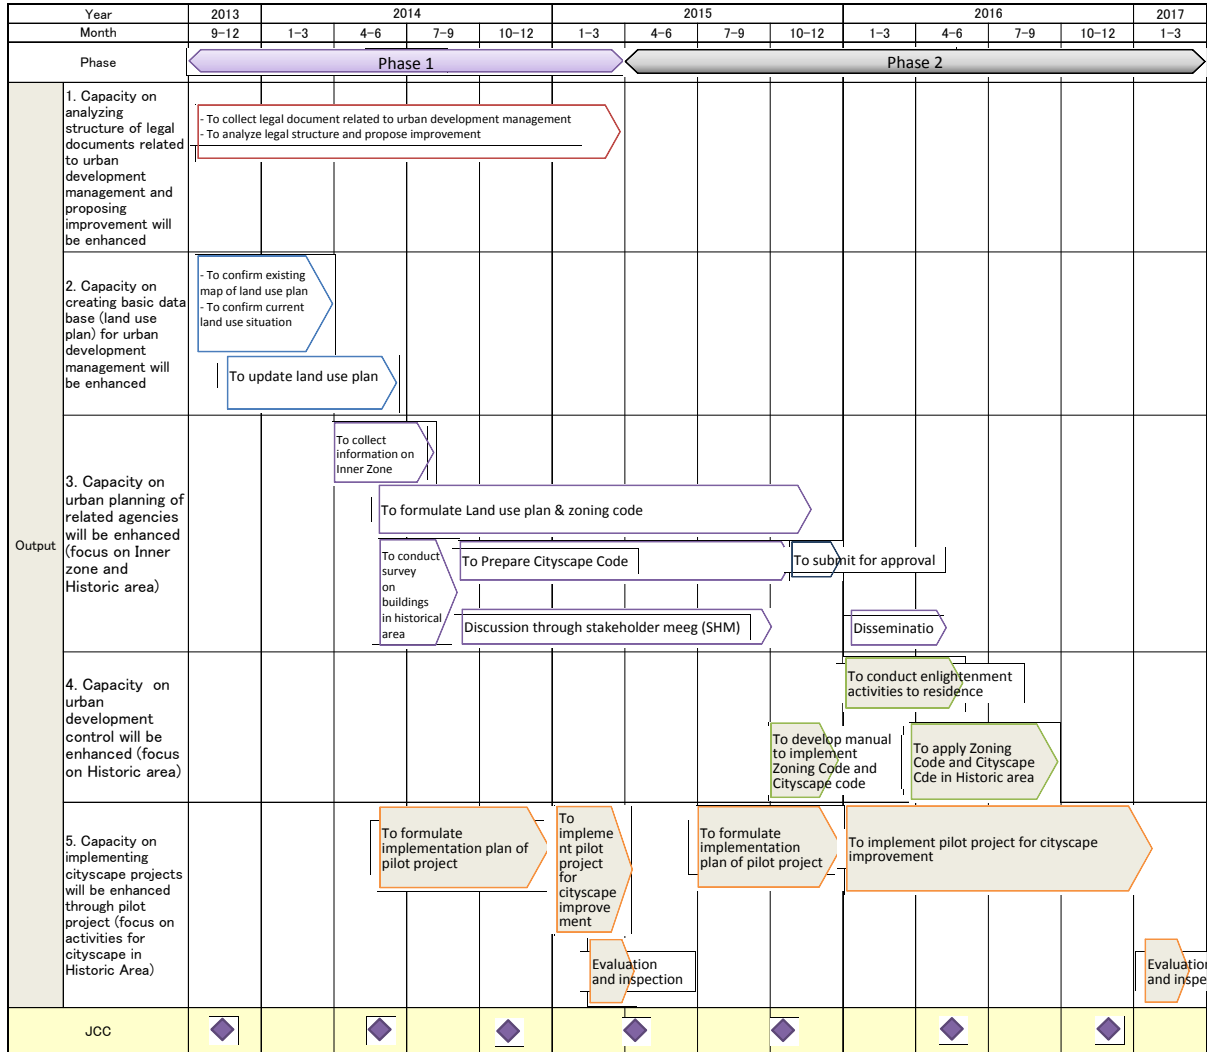 Year 2013 2014 2015 2016 2017
Month 9-12 1-3 4-6 7-9 10-12 1-3 4-6 7-9 10-12 1-3 4-6 7-9 10-12 1-3
Phase Phase 1 Phase 2
Output
1. Capacity on
analyzing
structure of legal
documents related
to urban
development
management and
proposing
improvement will
be enhanced
- To collect legal document related to urban development management
- To analyze legal structure and propose improvement
2. Capacity on
creating basic data
base (land use
plan) for urban
development
management will
be enhanced
- To confirm existing
map of land use plan
- To confirm current
land use situation
To update land use plan
3. Capacity on
urban planning of
related agencies
will be enhanced
(focus on Inner
zone and
Historic area)
To collect
information on
Inner Zone
To formulate Land use plan & zoning code
To conduct
survey
on
buildings
in historical
area
To Prepare Cityscape Code
To submit for approval
Discussion through stakeholder meeg (SHM)
Disseminatio
4. Capacity on
urban
development
control will be
enhanced (focus
on Historic area)
To conduct enlightenment
activities to residence
To develop manual
to implement
Zoning Code and
Cityscape code
To apply Zoning
Code and Cityscape
Cde in Historic area
5. Capacity on
implementing
cityscape projects
will be enhanced
through pilot
project (focus on
activities for
cityscape in
Historic Area)
To formulate
implementation plan of
pilot project
To
impleme
nt pilot
project
for
cityscape
improve
ment
To formulate
implementation
plan of pilot project
To implement pilot project for cityscape
improvement
Evaluation
and inspection
Evaluation
and inspe
JCC